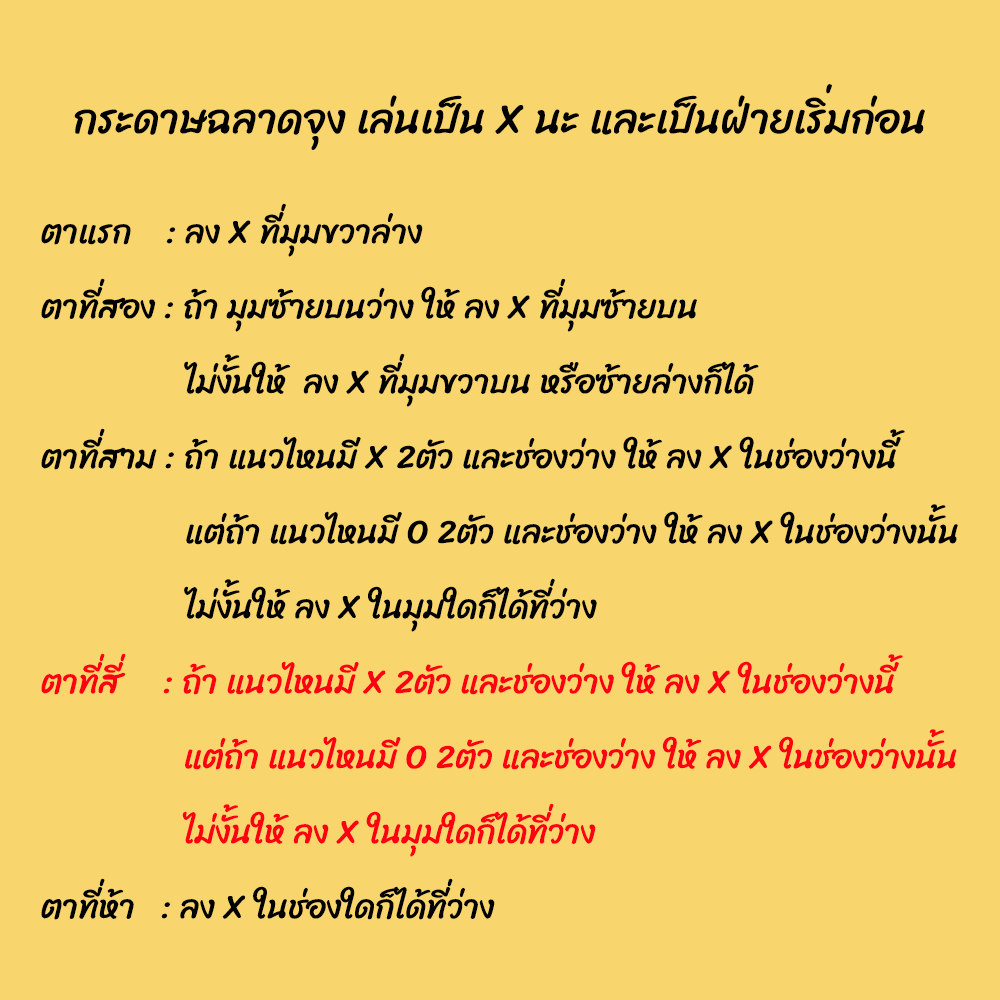 กระดาษฉลาดจุง เล่นเป็น X นะ และเป็นฝ่ายเริ่มก่อน
ตาแรก : ลง X ที่มุมขวาล่าง
ตาที่สอง : ถ้า มุมซ้ายบนว่าง ให้ ลง X ที่มุมซ้ายบน
ไม่งั้นให้ ลง X ที่มุมขวาบน หรือซ้ายล่างก็ได้
ตาที่สาม : ถ้า แนวไหนมี X 2ตัว และช่องว่าง ให้ ลง X ในช่องว่างนี้
แต่ถ้า แนวไหนมี O 2ตัว และช่องว่าง ให้ ลง X ในช่องว่างนั้น
ไม่งั้นให้ ลง X ในมุมใดก็ได้ที่ว่าง
ตาที่สี่ : ถ้า แนวไหนมี X 2ตัว และช่องว่าง ให้ ลง X ในช่องว่างนี้
แต่ถ้า แนวไหนมี O 2ตัว และช่องว่าง ให้ ลง X ในช่องว่างนั้น
ไม่งั้นให้ ลง X ในมุมใดก็ได้ที่ว่าง
ตาที่ห้า : ลง X ในช่องใดก็ได้ที่ว่าง